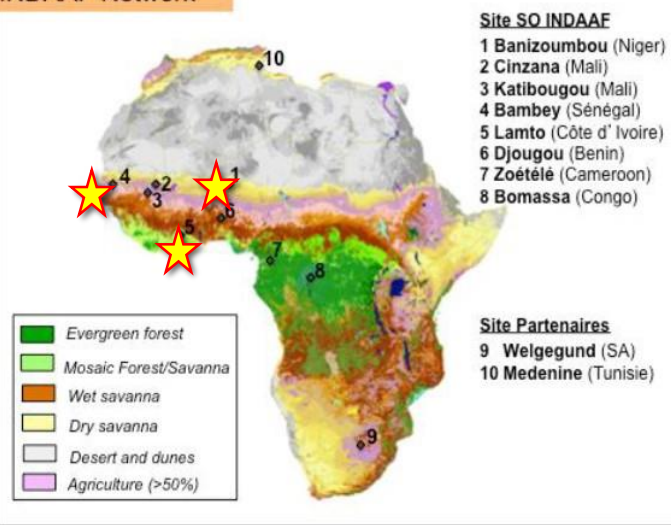 Site SO INDAAF
1 Banizoumbou (Niger)
2 Cinzana (Mali)
3 Katibougou (Mali)
4 Bambey (Sénégal)
5 Lamto (Côte d'Ivoire)
6 Djougou (Benin)
7 Zoétélé (Cameroon)
8 Bomassa (Congo)
10
4
2
1
3
6
5
7
8
9
Site Partenaires
9 Welgegund (SA)
10 Medenine (Tunisie)
Evergreen forest
Mosaic Forest/Savanna
Wet savanna
Dry savanna
Desert and dunes
Agriculture (>50%)